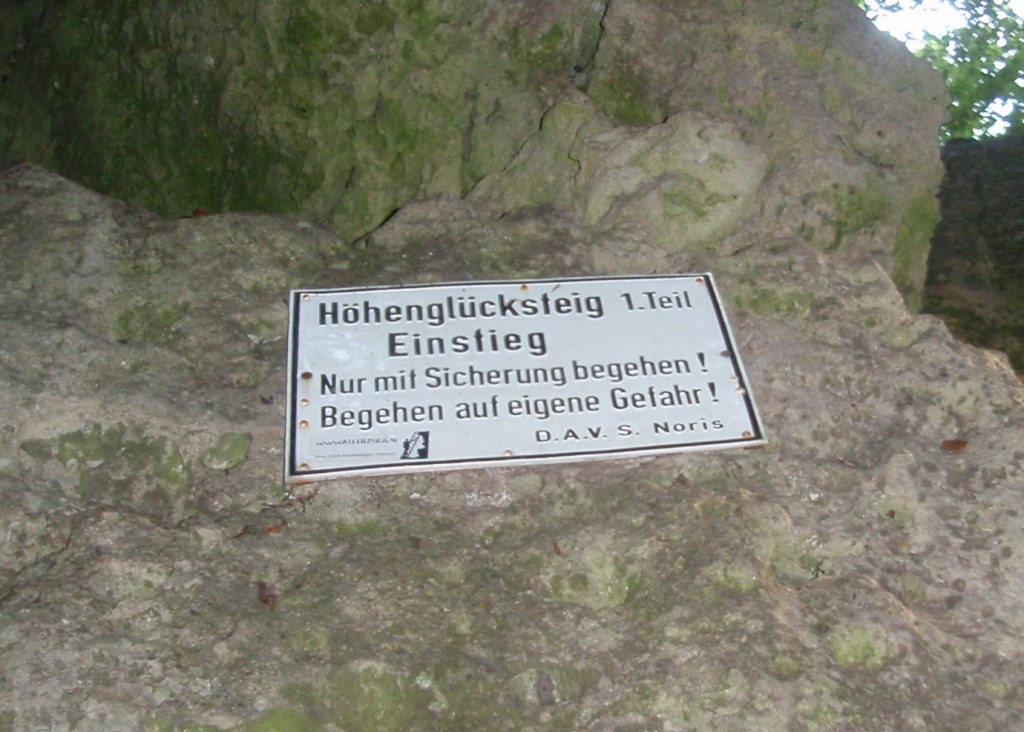 Höhenglücksteig 1. Teil
Einstieg
Nur mit Sicherung begehen!
Begehen auf eigene Gefahr!
D.A.V. S. Noris